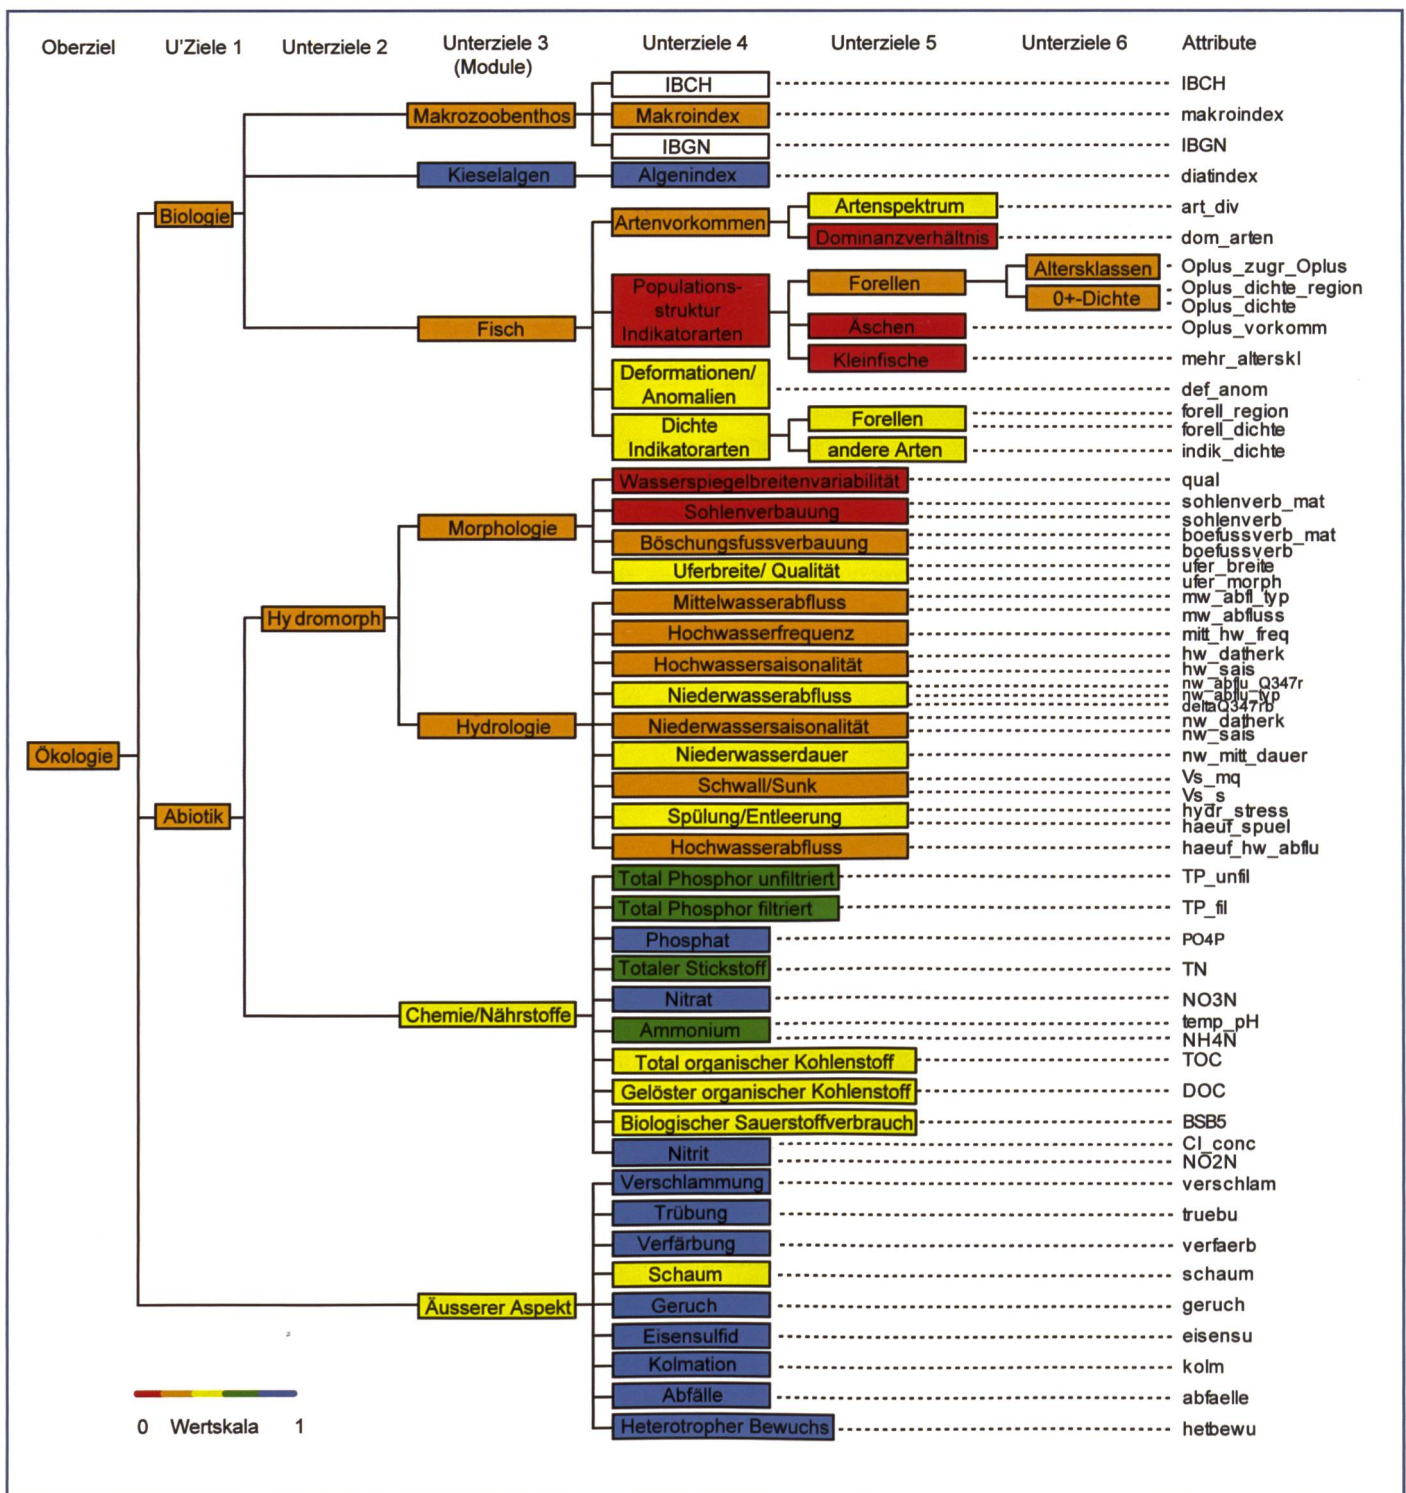 Oberziel
U'Ziele 1
Unterziele 2
Unterziele 3
(Module)
Unterziele 4
Unterziele 5
Unterziele 6
Attribute
IBCH
IBCH
Makrozoobenthos
Makroindex
makroindex
IBGN
IBGN
Kieselalgen
Algenindex
diatindex
Biologie
Artenvorkommen
Artenspektrum
art_div
Dominanzverhältnis
dom_arten
Fisch
Populations-
struktur
Indikatorarten
Forellen
Altersklassen
0plus_zugr_0plus
0+-Dichte
0plus_dichte_region
0plus_dichte
Äschen
0plus_vorkomm
Kleinfische
mehr_alterskl
Deformationen/
Anomalien
def_anom
Dichte
Indikatorarten
Forellen
forell_region
forell_dichte
andere Arten
indik_dichte
Wasserspiegelbreitenvariabilität
qual
Morphologie
Sohlenverbauung
sohlenverb_mat
sohlenverb
Böschungsfussverbauung
boefussverb_mat
boefussverb
Uferbreite/ Qualität
ufer_breite
ufer_morph
Hydromorph
Mittelwasserabfluss
mw_abfl_typ
mw_abfluss
Hochwasserfrequenz
mitt_hw_freq
Hochwassersaisonalität
hw_datherk
hw_sais
Niederwasserabfluss
nw_abflu_Q347r
nw_abflu_typ
deltaQ347rb
Hydrologie
Niederwassersaisonalität
nw_datherk
nw_sais
Ökologie
Niederwasserdauer
nw_mitt_dauer
Schwall/Sunk
Vs_mq
Vs_s
Abiotik
Spülung/Entleerung
hydr_stress
haeuf_spuel
Hochwasserabfluss
haeuf_hw_abflu
Total Phosphor unfiltriert
TP_unfil
Total Phosphor filtriert
TP_fil
Phosphat
PO4P
Totaler Stickstoff
TN
Nitrat
NO3N
Chemie/Nährstoffe
Ammonium
temp_pH
NH4N
Total organischer Kohlenstoff
TOC
Gelöster organischer Kohlenstoff
DOC
Biologischer Sauerstoffverbrauch
BSB5
Nitrit
Cl_conc
NO2N
Verschlammung
verschlam
Trübung
truebu
Verfärbung
verfaerb
Schaum
schaum
Äusserer Aspekt
Geruch
geruch
Eisensulfid
eisensu
Kolmation
kolm
Abfälle
abfaelle
Heterotropher Bewuchs
hetbewu
0 Wertskala 1